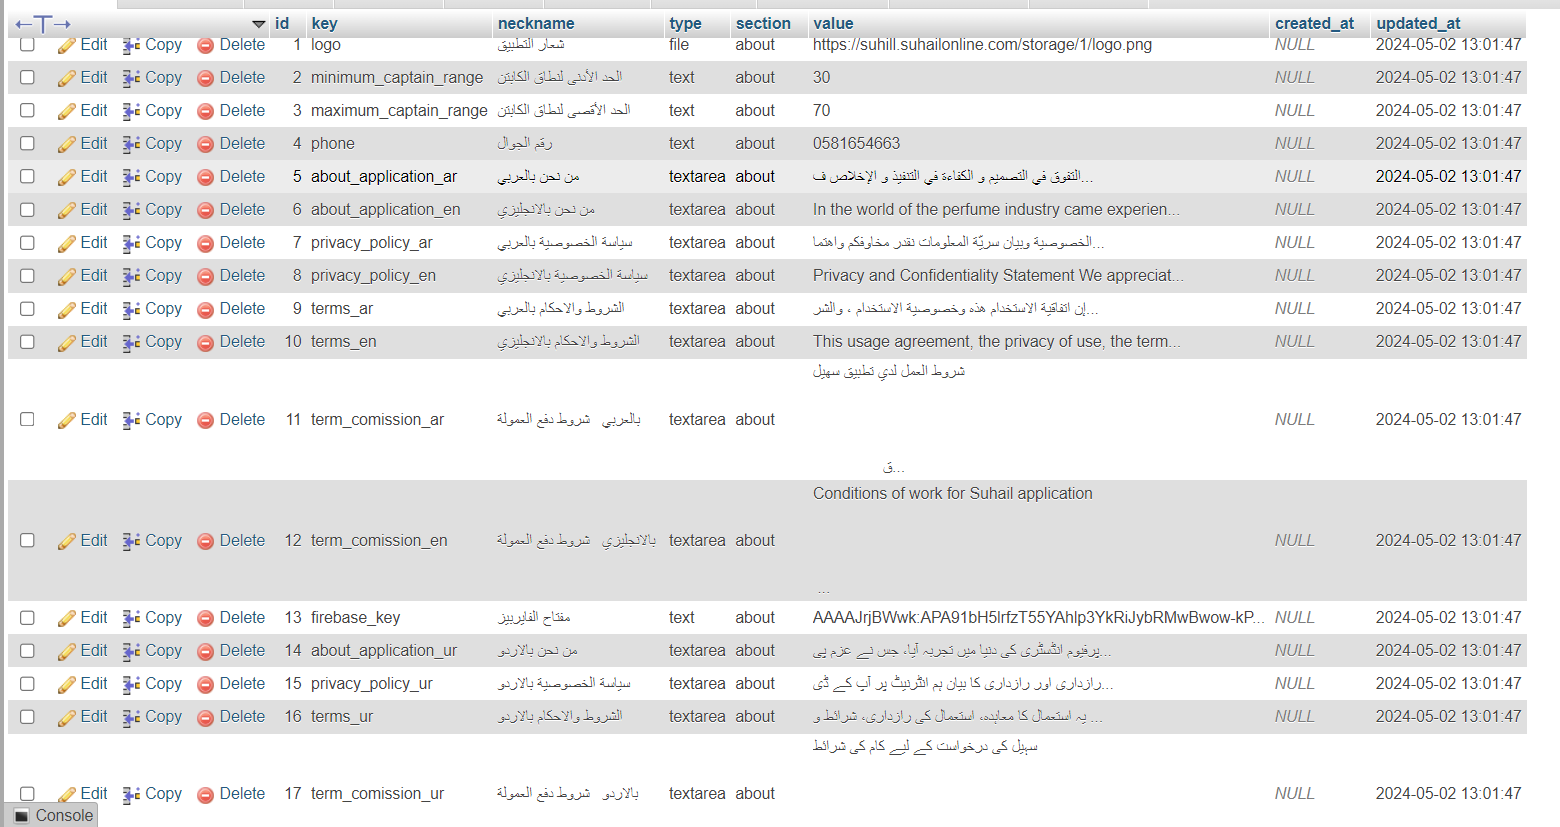 id key neckname type section value created_at updated_at
Edit Copy Delete 1 logo شعار التطبيق file about https://suhill.suhailonline.com/storage/1/logo.png NULL 2024-05-02 13:01:47
Edit Copy Delete 2 minimum_captain_range الحد الأدنى لنطاق الكابتن text about 30 NULL 2024-05-02 13:01:47
Edit Copy Delete 3 maximum_captain_range الحد الأقصى لنطاق الكابتن text about 70 NULL 2024-05-02 13:01:47
Edit Copy Delete 4 phone رقم الجوال text about 0581654663 NULL 2024-05-02 13:01:47
Edit Copy Delete 5 about_application_ar من نحن بالعربي textarea about التفوق في التصميم و الكفاءة في التنفيذ و الإخلاص ف... NULL 2024-05-02 13:01:47
Edit Copy Delete 6 about_application_en من نحن بالانجليزي textarea about In the world of the perfume industry came experien... NULL 2024-05-02 13:01:47
Edit Copy Delete 7 privacy_policy_ar سياسة الخصوصية بالعربي textarea about الخصوصية وبيان سريّة المعلومات نقدر مخاوفكم واهتما... NULL 2024-05-02 13:01:47
Edit Copy Delete 8 privacy_policy_en سياسة الخصوصية بالانجليزي textarea about Privacy and Confidentiality Statement We appreciat... NULL 2024-05-02 13:01:47
Edit Copy Delete 9 terms_ar الشروط والاحكام بالعربي textarea about إن اتفاقية الاستخدام هذه وخصوصية الاستخدام ، والشر... NULL 2024-05-02 13:01:47
Edit Copy Delete 10 terms_en الشروط والاحكام بالانجليزي textarea about This usage agreement, the privacy of use, the term... NULL 2024-05-02 13:01:47
شروط العمل لدي تطبيق سهيل
Edit Copy Delete 11 term_comission_ar شروط دفع العمولة بالعربي textarea about NULL 2024-05-02 13:01:47
ق...
Conditions of work for Suhail application
Edit Copy Delete 12 term_comission_en شروط دفع العمولة بالانجليزي textarea about NULL 2024-05-02 13:01:47
...
Edit Copy Delete 13 firebase_key مفتاح الفايربيز text about AAAAJrjBWwk:APA91bH5lrfzT55YAhlp3YkRiJybRMwBwow-kP... NULL 2024-05-02 13:01:47
Edit Copy Delete 14 about_application_ur من نحن بالاردو textarea about پرفیوم انڈسٹری کی دنیا میں تجربہ آیا، جس نے عزم پی... NULL 2024-05-02 13:01:47
Edit Copy Delete 15 privacy_policy_ur سياسة الخصوصية بالاردو textarea about رازداری اور رازداری کا بیان ہم انٹرنیٹ پر آپ کے ڈی... NULL 2024-05-02 13:01:47
Edit Copy Delete 16 terms_ur الشروط والاحكام بالاردو textarea about یہ استعمال کا معاہدہ، استعمال کی رازداری، شرائط و ... NULL 2024-05-02 13:01:47
سہیل کی درخواست کے لیے کام کی شرائط
Edit Copy Delete 17 term_comission_ur شروط دفع العمولة بالاردو textarea about NULL 2024-05-02 13:01:47
Console